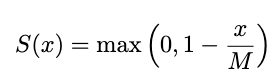 S(x) = max(0, 1 − x/M)